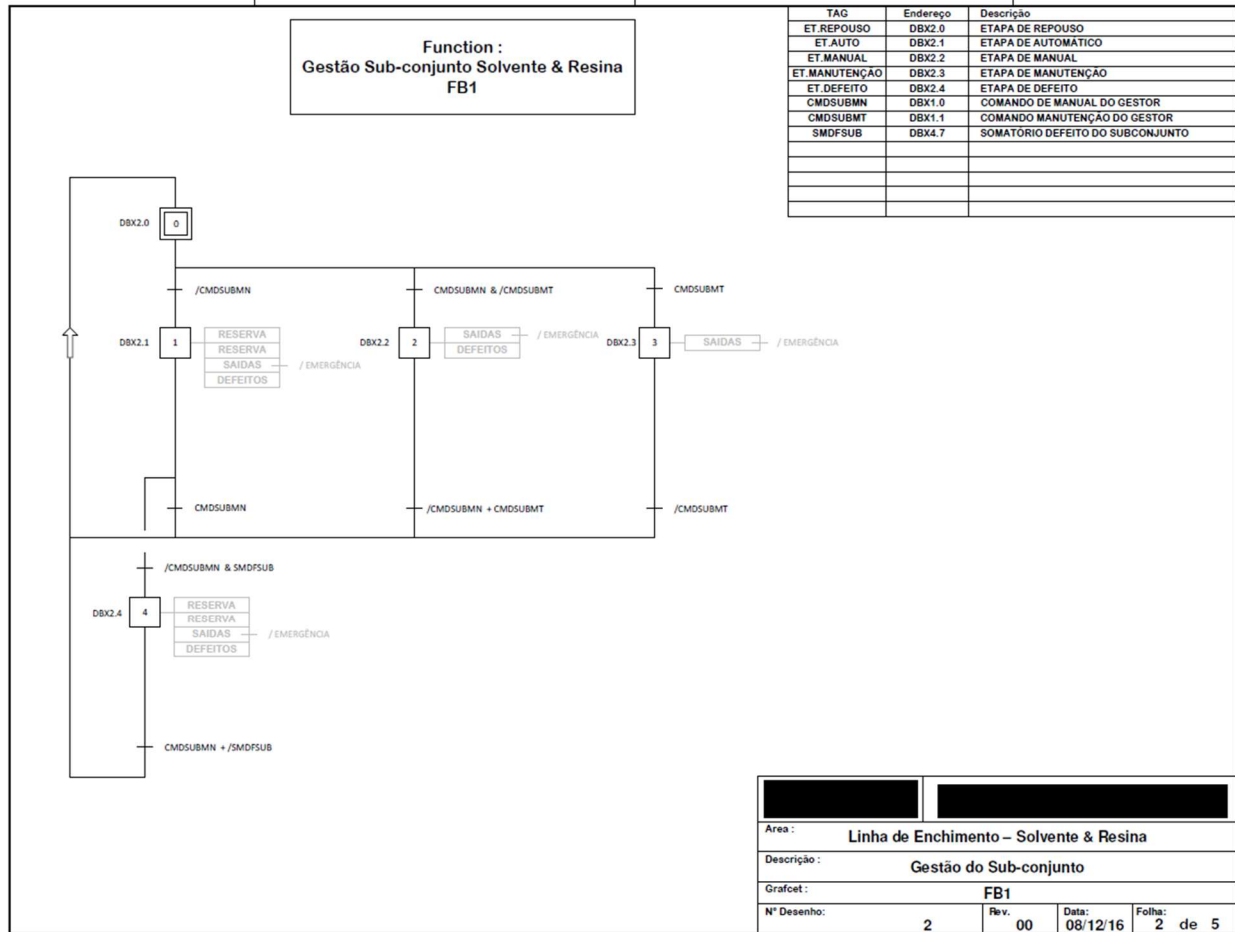 Function :
Gestão Sub-conjunto Solvente & Resina
FB1
TAG Endereço Descrição
ET.REPOUSO DBX2.0 ETAPA DE REPOUSO
ET.AUTO DBX2.1 ETAPA DE AUTOMÁTICO
ET.MANUAL DBX2.2 ETAPA DE MANUAL
ET.MANUTENÇÃO DBX2.3 ETAPA DE MANUTENÇÃO
ET.DEFEITO DBX2.4 ETAPA DE DEFEITO
CMDSUBMN DBX1.0 COMANDO DE MANUAL DO GESTOR
CMDSUBMT DBX1.1 COMANDO MANUTENÇÃO DO GESTOR
SMDFSUB DBX4.7 SOMATÓRIO DEFEITO DO SUBCONJUNTO
DBX2.0 0
/CMDSUBMN CMDSUBMN & /CMDSUBMT CMDSUBMT
DBX2.1 1 RESERVA
RESERVA
SAIDAS / EMERGÊNCIA
DEFEITOS
DBX2.2 2 SAIDAS / EMERGÊNCIA
DEFEITOS
DBX2.3 3 SAIDAS / EMERGÊNCIA
CMDSUBMN /CMDSUBMN + CMDSUBMT /CMDSUBMT
/CMDSUBMN & SMDFSUB
DBX2.4 4 RESERVA
RESERVA
SAIDAS / EMERGÊNCIA
DEFEITOS
CMDSUBMN + /SMDFSUB
Area : Linha de Enchimento – Solvente & Resina
Descrição : Gestão do Sub-conjunto
Grafcet : FB1
Nº Desenho: 2 Rev. 00 Data: 08/12/16 Folha: 2 de 5